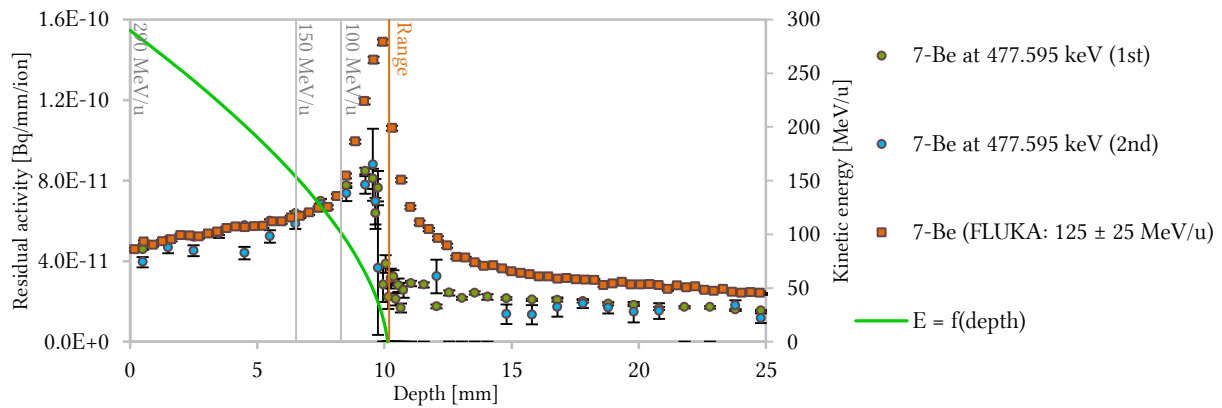 1.6E-10
1.2E-10
8.0E-11
4.0E-11
0.0E+0
Residual activity [Bq/mm/ion]
0
5
10
15
20
25
Depth [mm]
300
250
200
150
100
50
0
Kinetic energy [MeV/u]
290 MeV/u
150 MeV/u
100 MeV/u
Range
7-Be at 477.595 keV (1st)
7-Be at 477.595 keV (2nd)
7-Be (FLUKA: 125 ± 25 MeV/u)
E = f(depth)